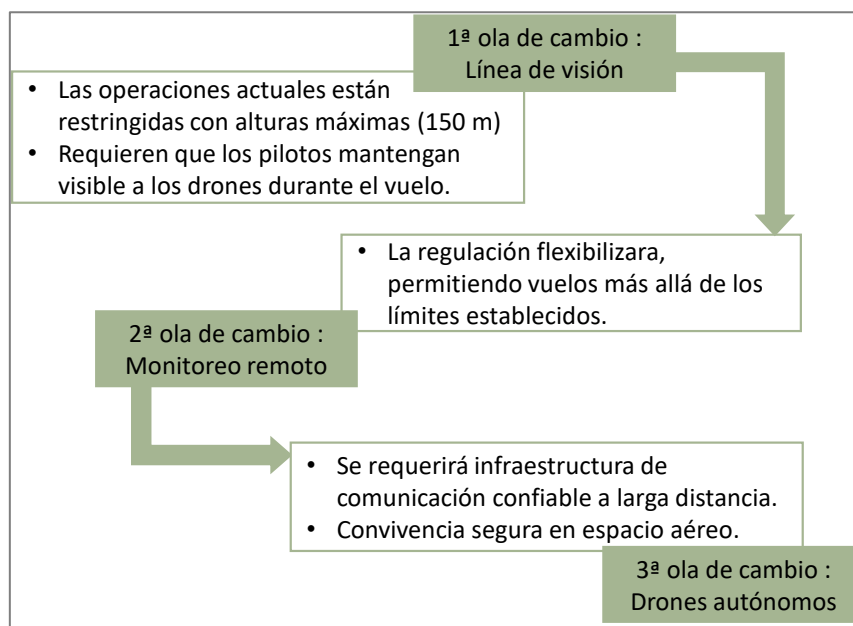 1ª ola de cambio :
Línea de visión
• Las operaciones actuales están
restringidas con alturas máximas (150 m)
• Requieren que los pilotos mantengan
visible a los drones durante el vuelo.
• La regulación flexibilizara,
permitiendo vuelos más allá de los
límites establecidos.
2ª ola de cambio :
Monitoreo remoto
• Se requerirá infraestructura de
comunicación confiable a larga distancia.
• Convivencia segura en espacio aéreo.
3ª ola de cambio :
Drones autónomos